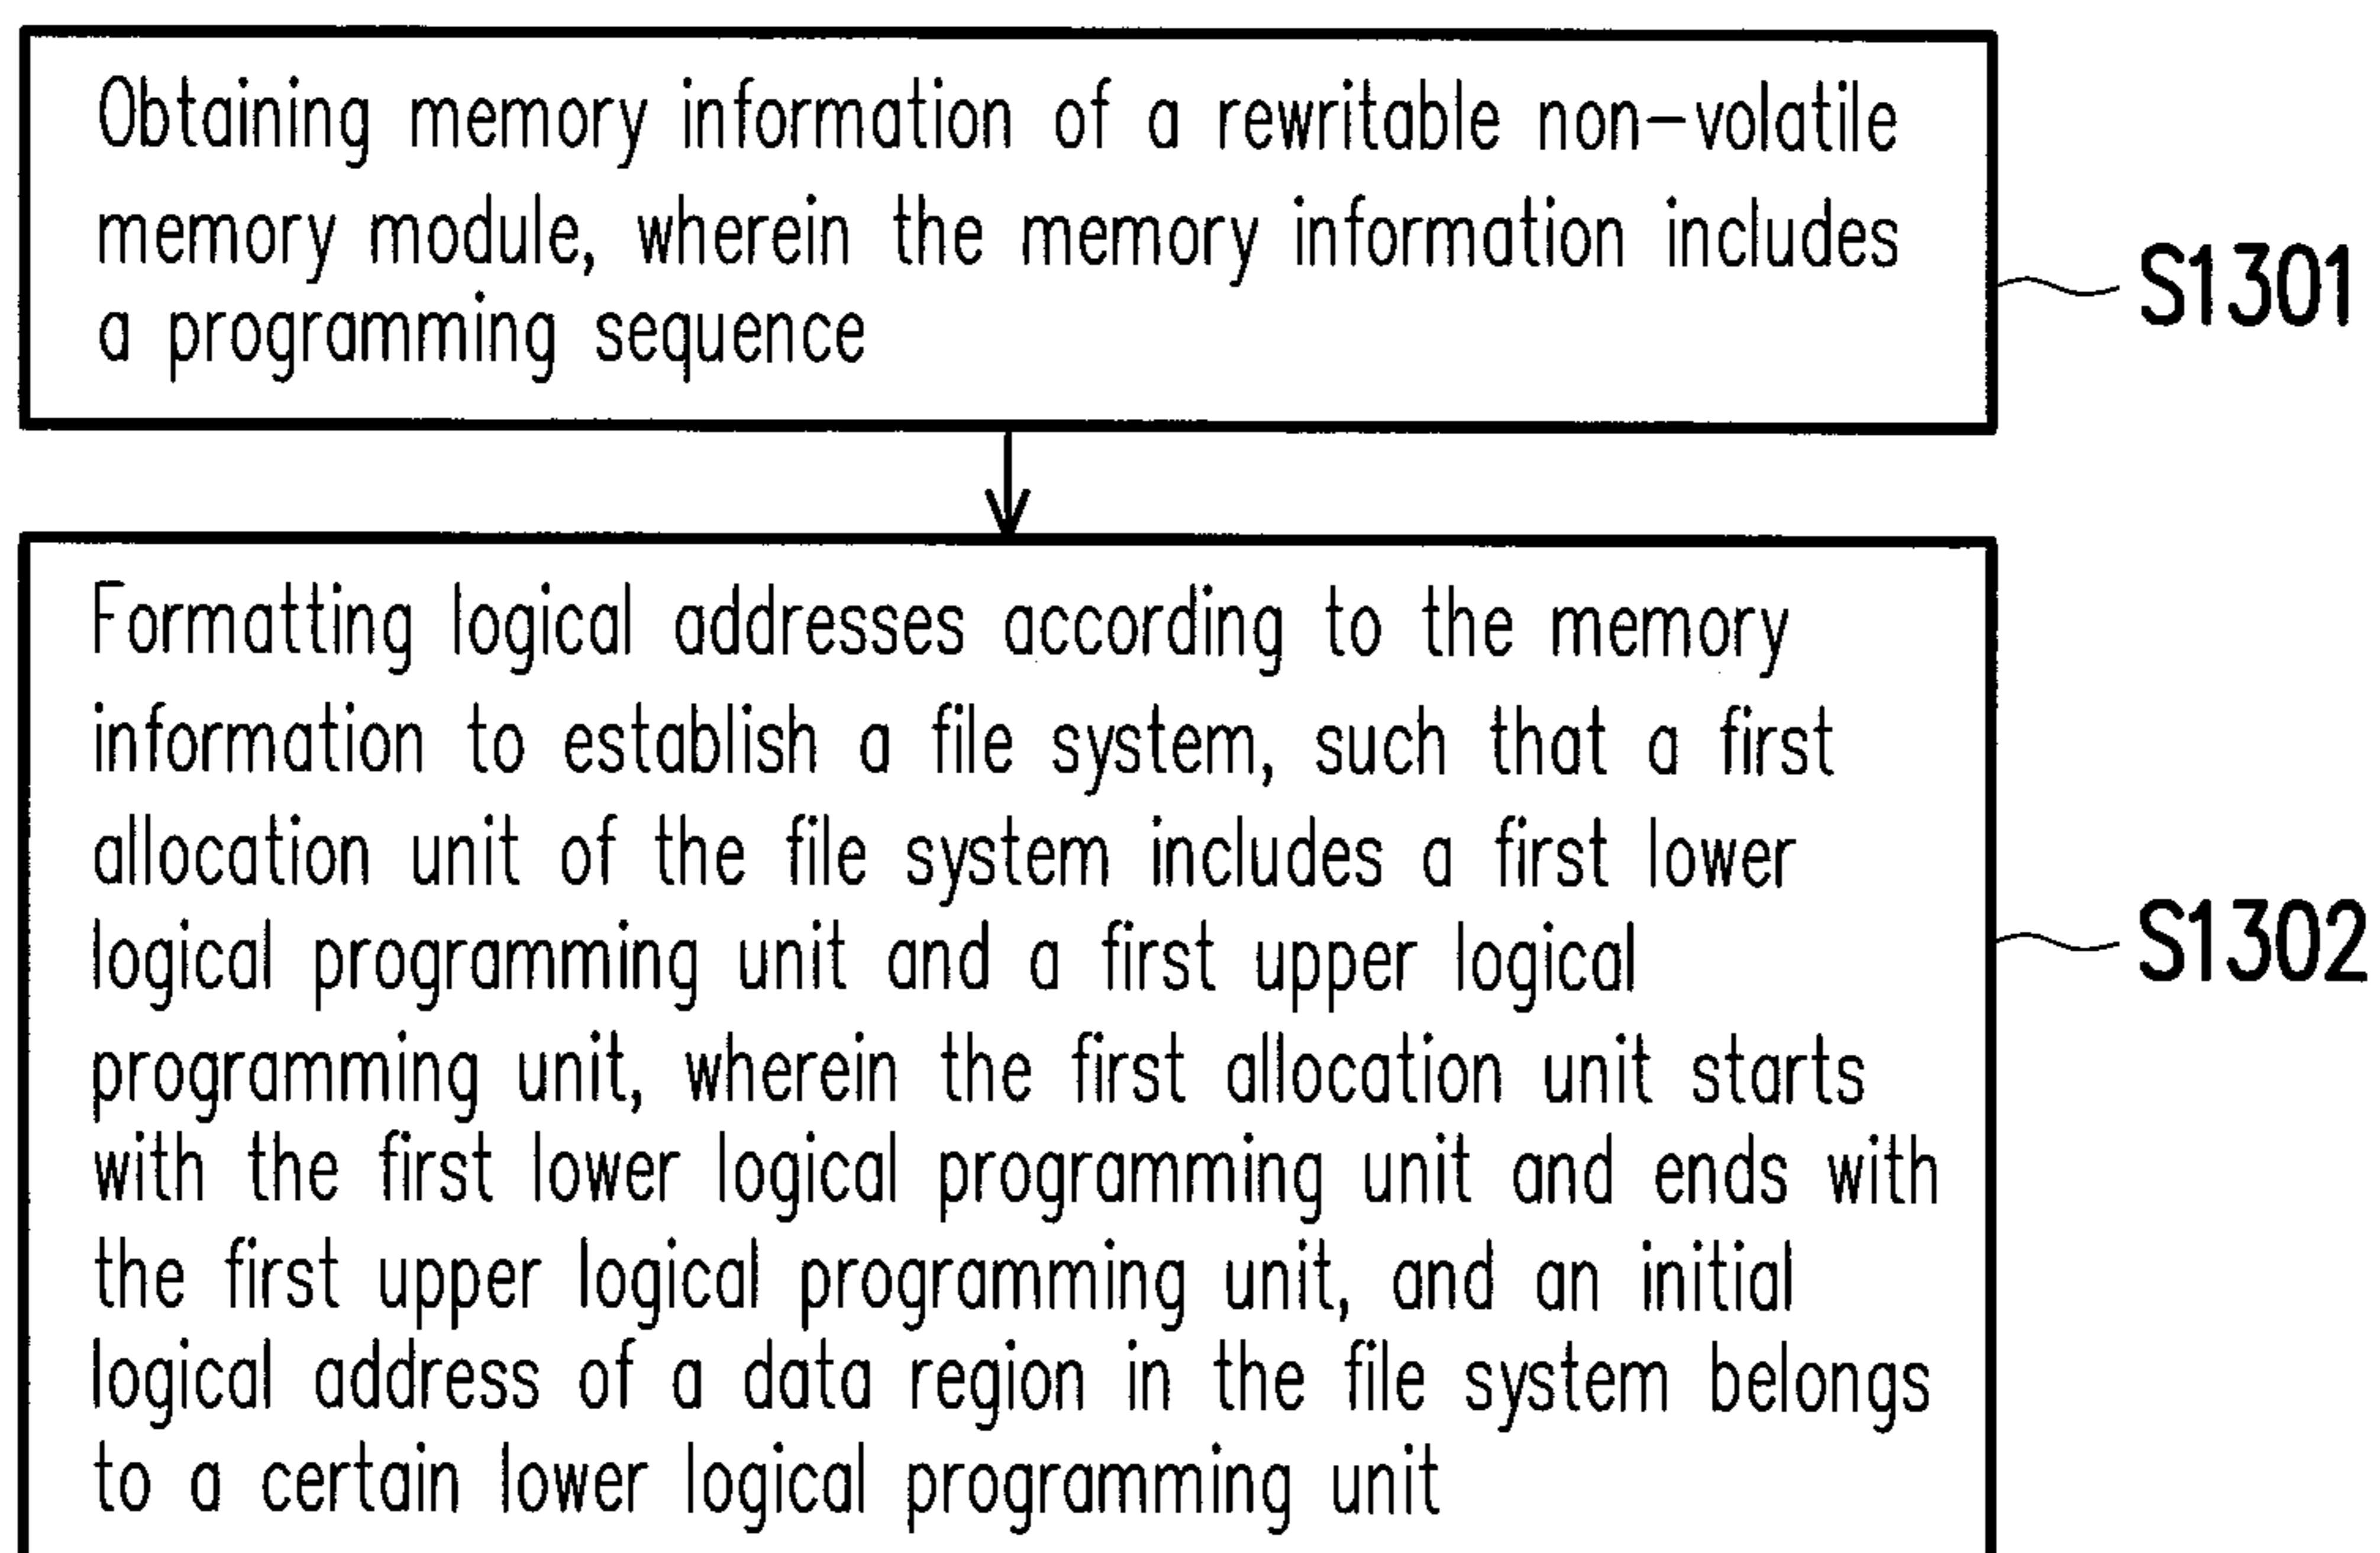 Obtaining memory information of a rewritable non-volatile
memory module, wherein the memory information includes
a programming sequence
S1301
Formatting logical addresses according to the memory
information to establish a file system, such that a first
allocation unit of the file system includes a first lower
logical programming unit and a first upper logical
programming unit, wherein the first allocation unit starts
with the first lower logical programming unit and ends with
the first upper logical programming unit, and an initial
logical address of a data region in the file system belongs
to a certain lower logical programming unit
S1302